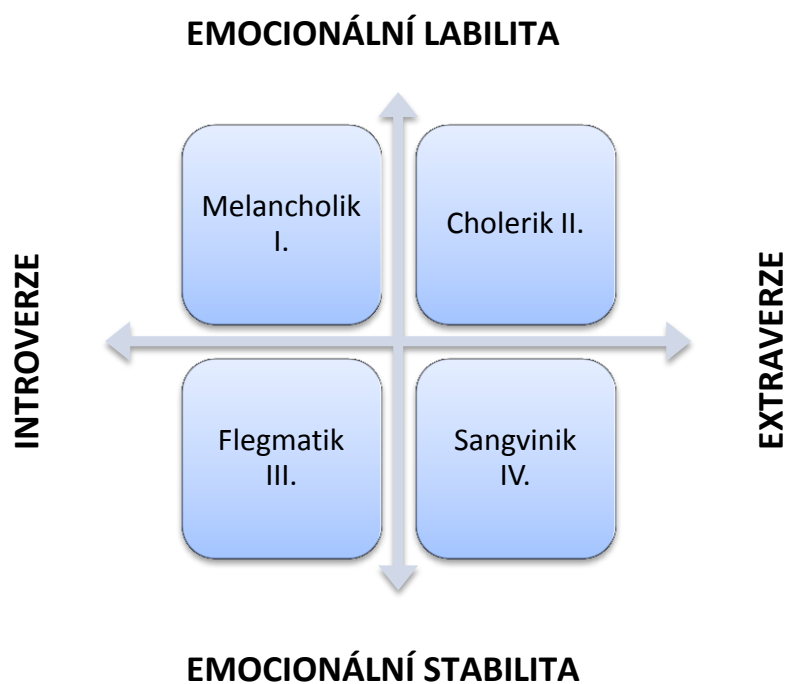 EMOCIONÁLNÍ LABILITA
Melancholik
I.
Cholerik II.
INTROVERZE
EXTRAVERZE
Flegmatik
III.
Sangvinik
IV.
EMOCIONÁLNÍ STABILITA